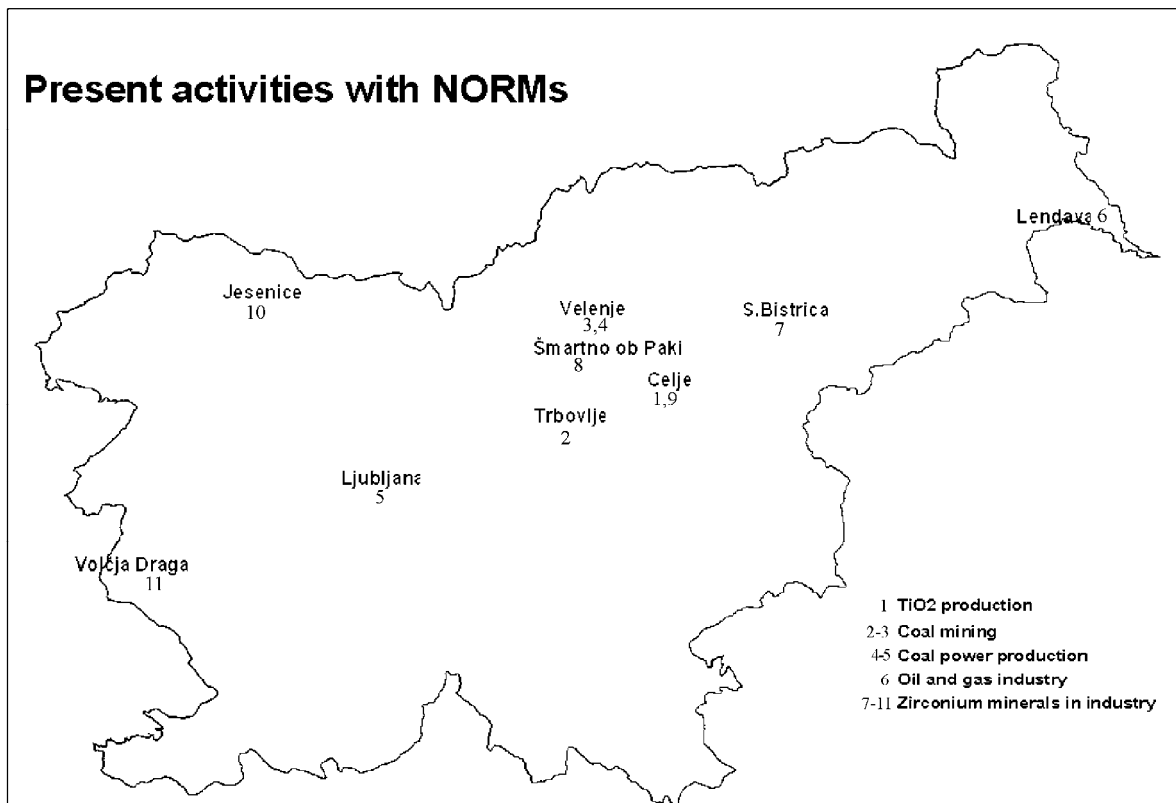 Present activities with NORMs
Lendava 6
Jesenice
10
Velenje
3,4
S.Bistrica
7
Šmartno ob Paki
8
Celje
1,9
Trbovlje
2
Ljubljana
5
Volčja Draga
11
1 TiO2 production
2-3 Coal mining
4-5 Coal power production
6 Oil and gas industry
7-11 Zirconium minerals in industry